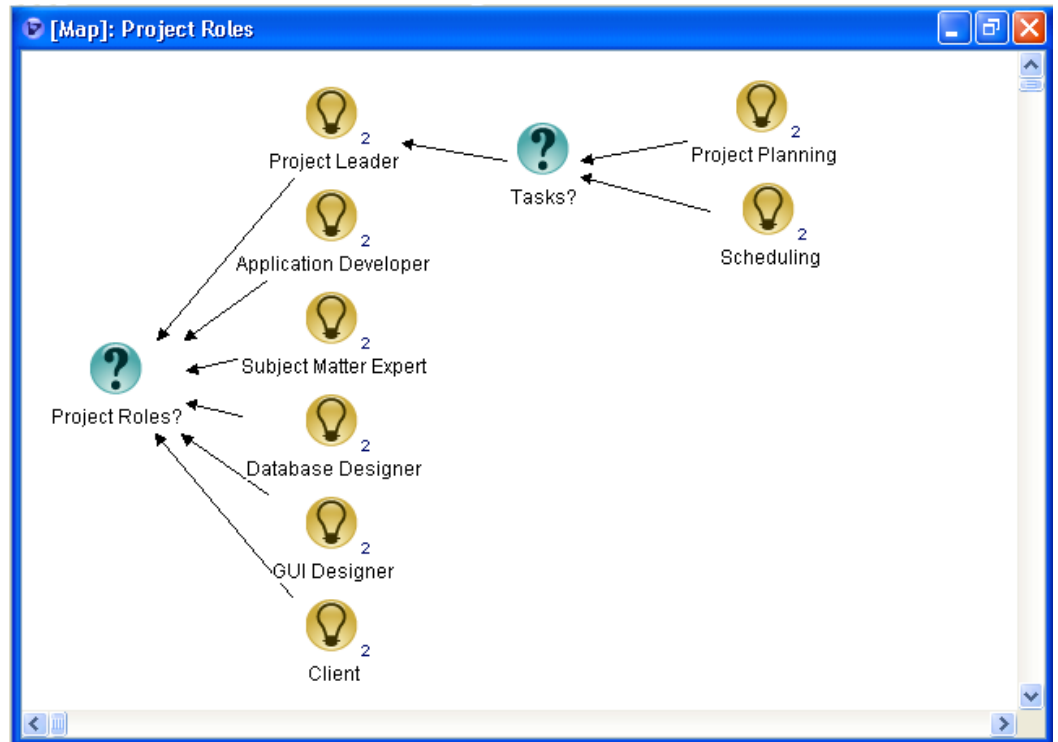 [Map]: Project Roles
2
Project Leader
?
Tasks?
2
Project Planning
2
Scheduling
2
Application Developer
2
Subject Matter Expert
?
Project Roles?
2
Database Designer
2
GUI Designer
2
Client